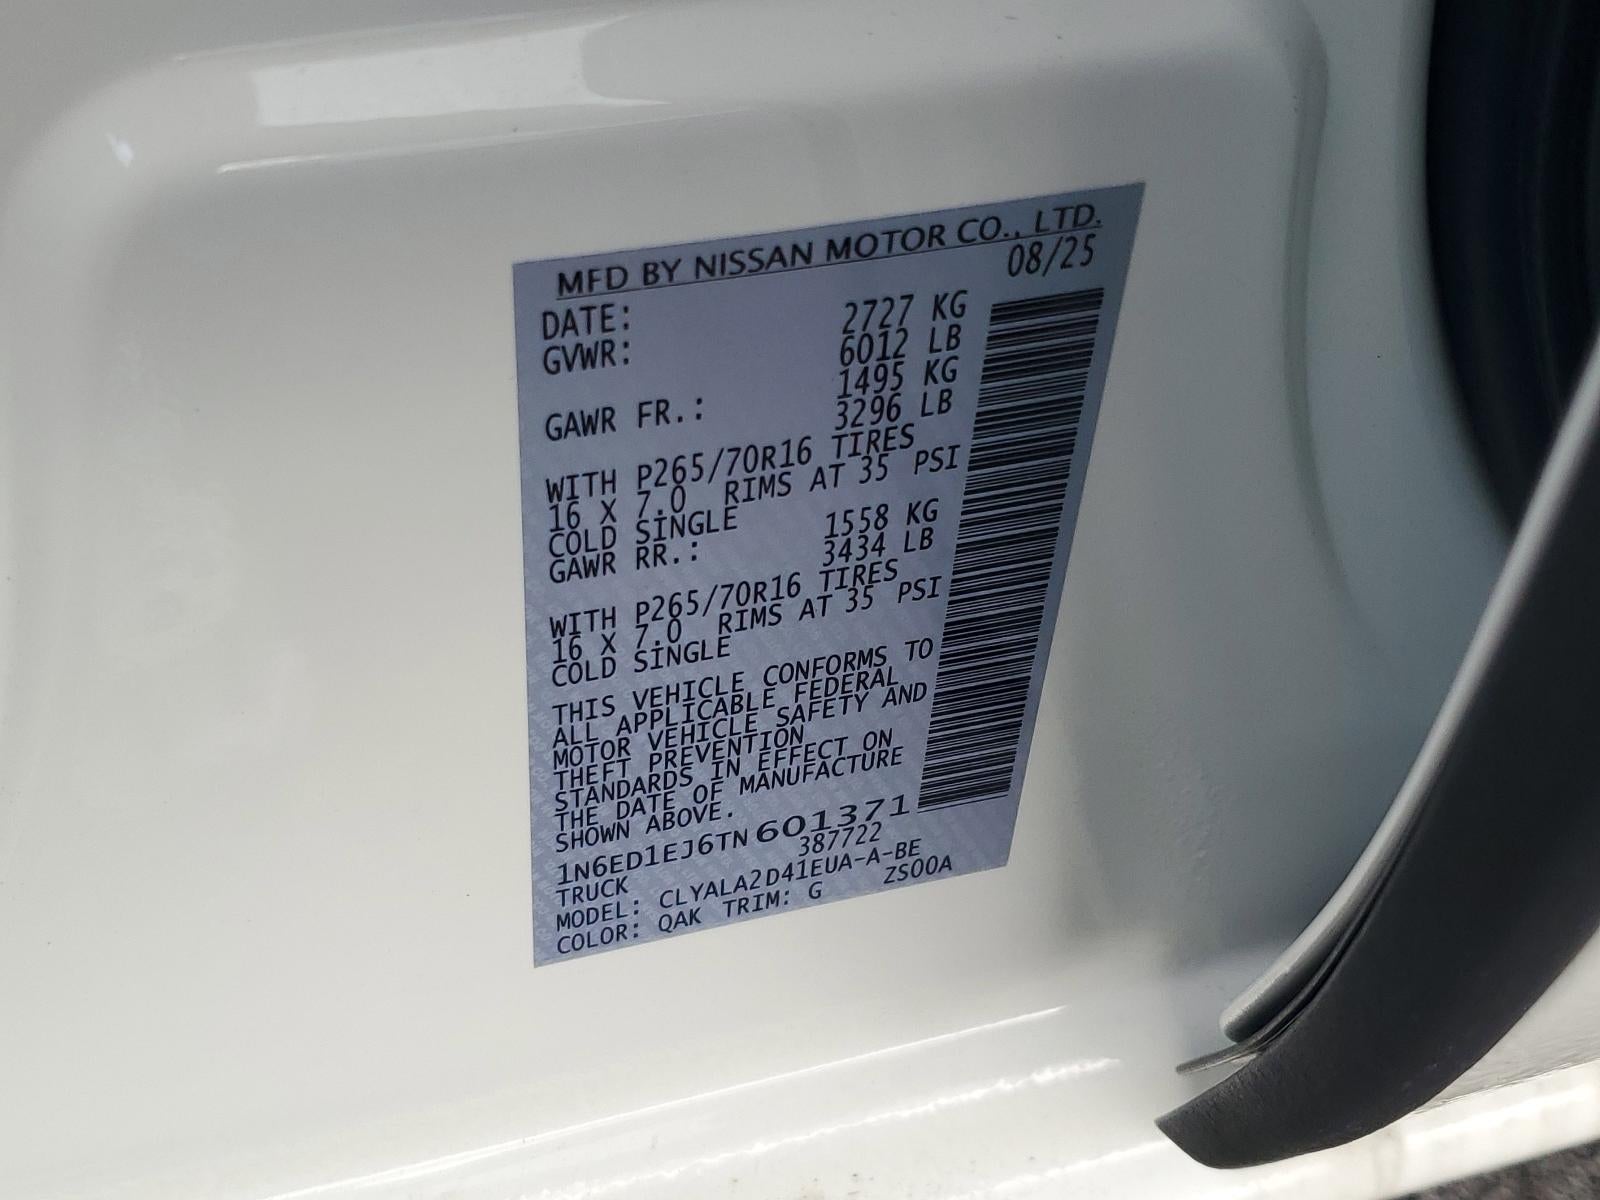 MFD BY NISSAN MOTOR CO., LTD.
DATE: 08/25
GVWR: 2727 KG
6012 LB
GAWR FR.: 1495 KG
3296 LB
WITH P265/70R16 TIRES
16 X 7.0 RIMS AT 35 PSI
COLD SINGLE
GAWR RR.: 1558 KG
3434 LB
WITH P265/70R16 TIRES
16 X 7.0 RIMS AT 35 PSI
COLD SINGLE
THIS VEHICLE CONFORMS TO
ALL APPLICABLE FEDERAL
MOTOR VEHICLE SAFETY AND
THEFT PREVENTION
STANDARDS IN EFFECT ON
THE DATE OF MANUFACTURE
SHOWN ABOVE.
1N6ED1EJ6TN601371
TRUCK 387722
MODEL: CLYALA2D41EUA-A-BE
COLOR: QAK TRIM: G ZS00A